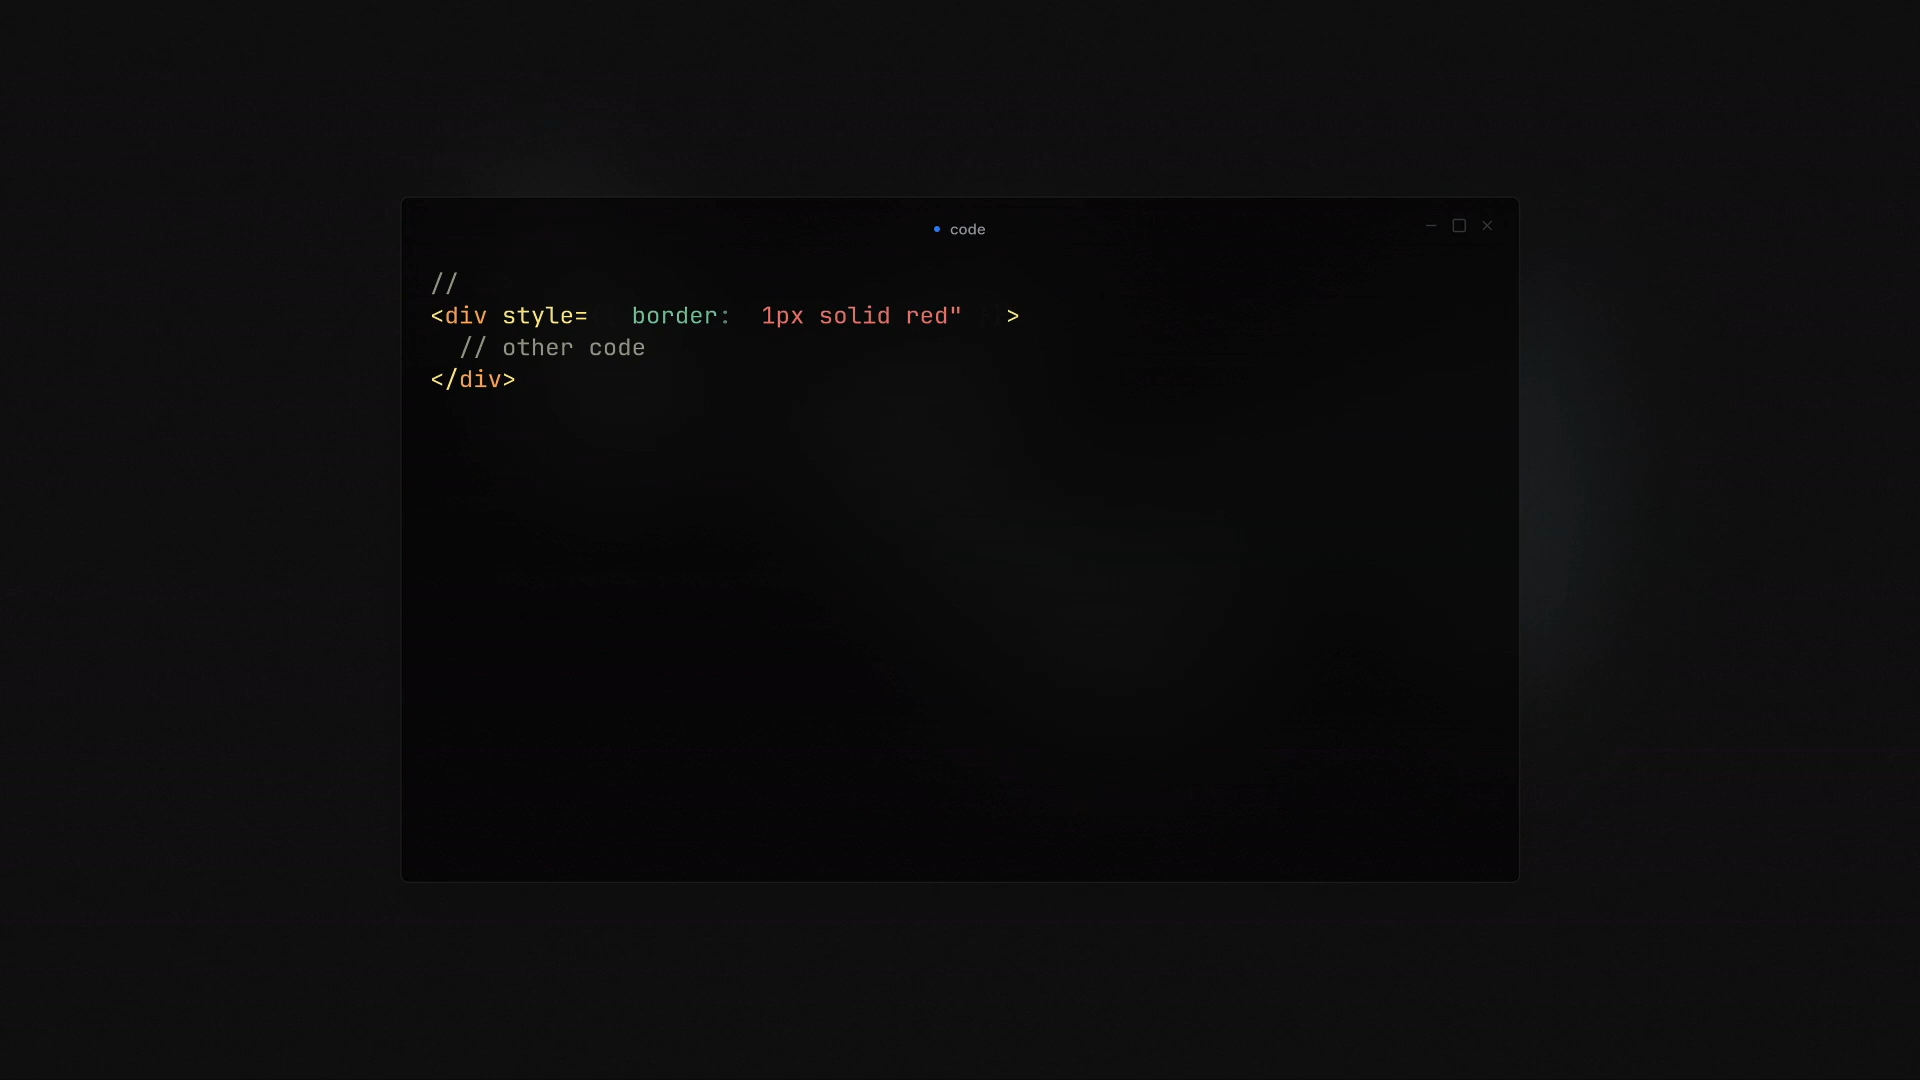 code
//
<div style=   border:  1px solid red"   >
  // other code
</div>